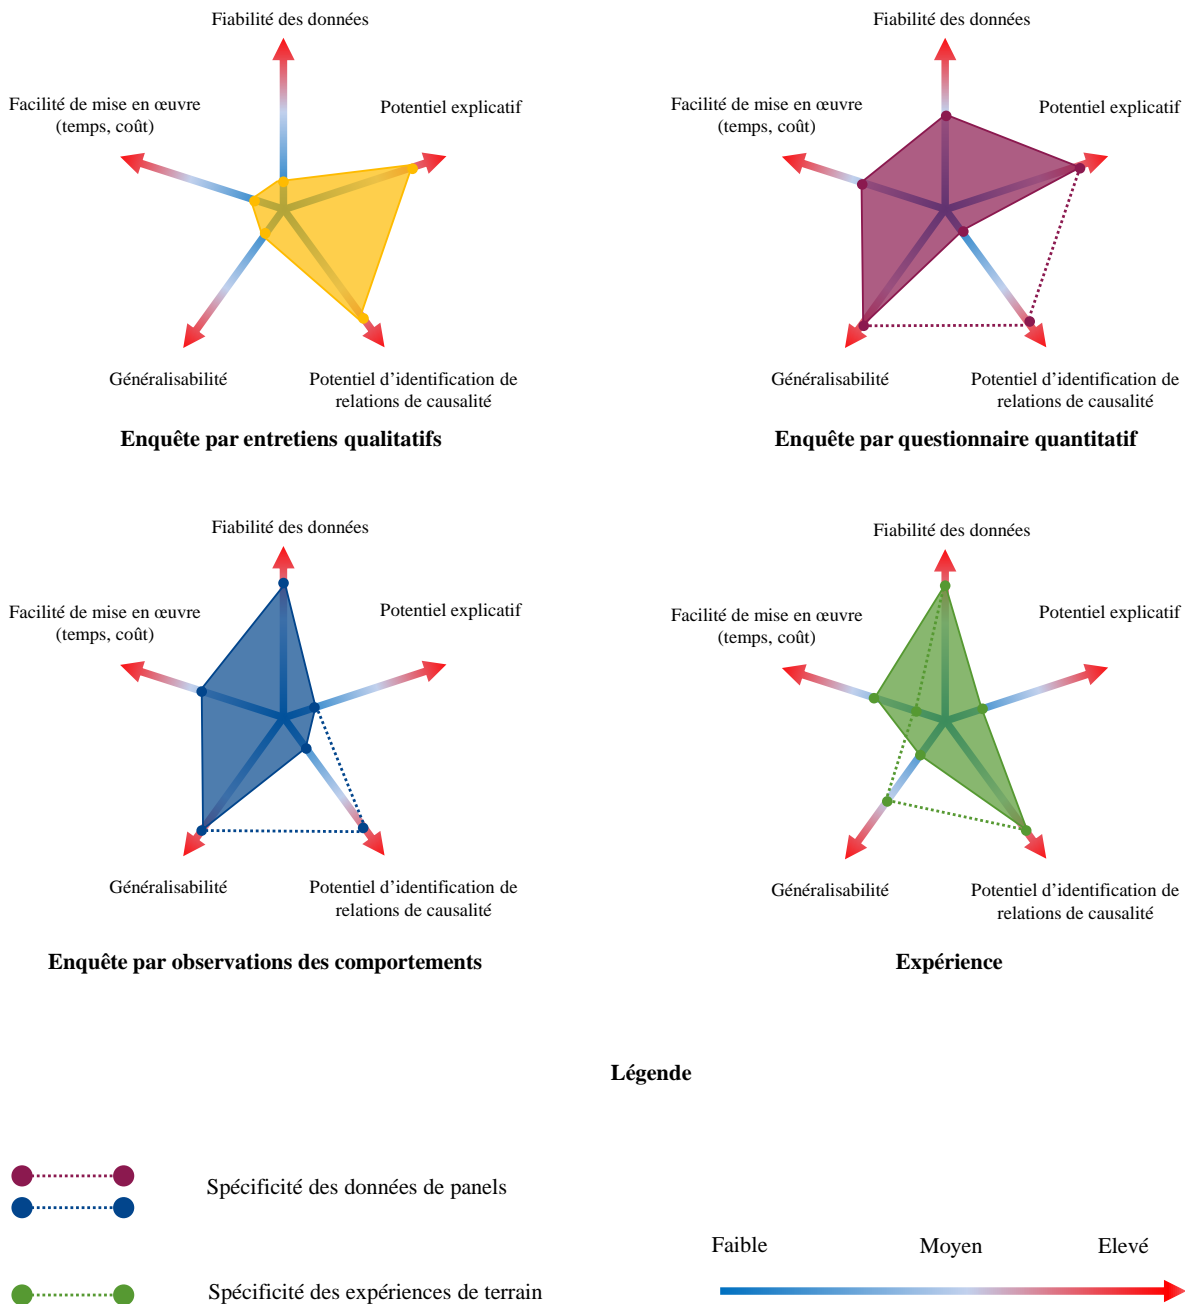 Fiabilité des données
Facilité de mise en œuvre
(temps, coût)
Potentiel explicatif
Généralisabilité
Potentiel d’identification de
relations de causalité
Enquête par entretiens qualitatifs
Fiabilité des données
Facilité de mise en œuvre
(temps, coût)
Potentiel explicatif
Généralisabilité
Potentiel d’identification de
relations de causalité
Enquête par questionnaire quantitatif
Fiabilité des données
Facilité de mise en œuvre
(temps, coût)
Potentiel explicatif
Généralisabilité
Potentiel d’identification de
relations de causalité
Enquête par observations des comportements
Fiabilité des données
Facilité de mise en œuvre
(temps, coût)
Potentiel explicatif
Généralisabilité
Potentiel d’identification de
relations de causalité
Expérience
Légende
Spécificité des données de panels
Spécificité des expériences de terrain
Faible Moyen Elevé